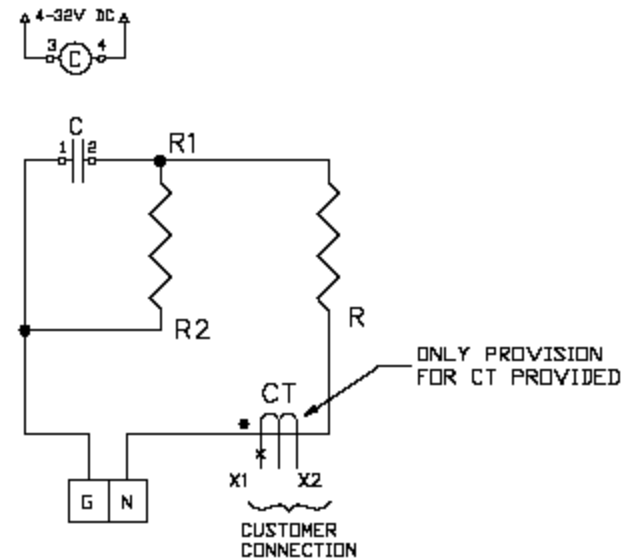 4-32V DC
3 C 4
C
1 2
R1
R2
R
ONLY PROVISION
FOR CT PROVIDED
CT
X
X1 X2
G N
CUSTOMER
CONNECTION